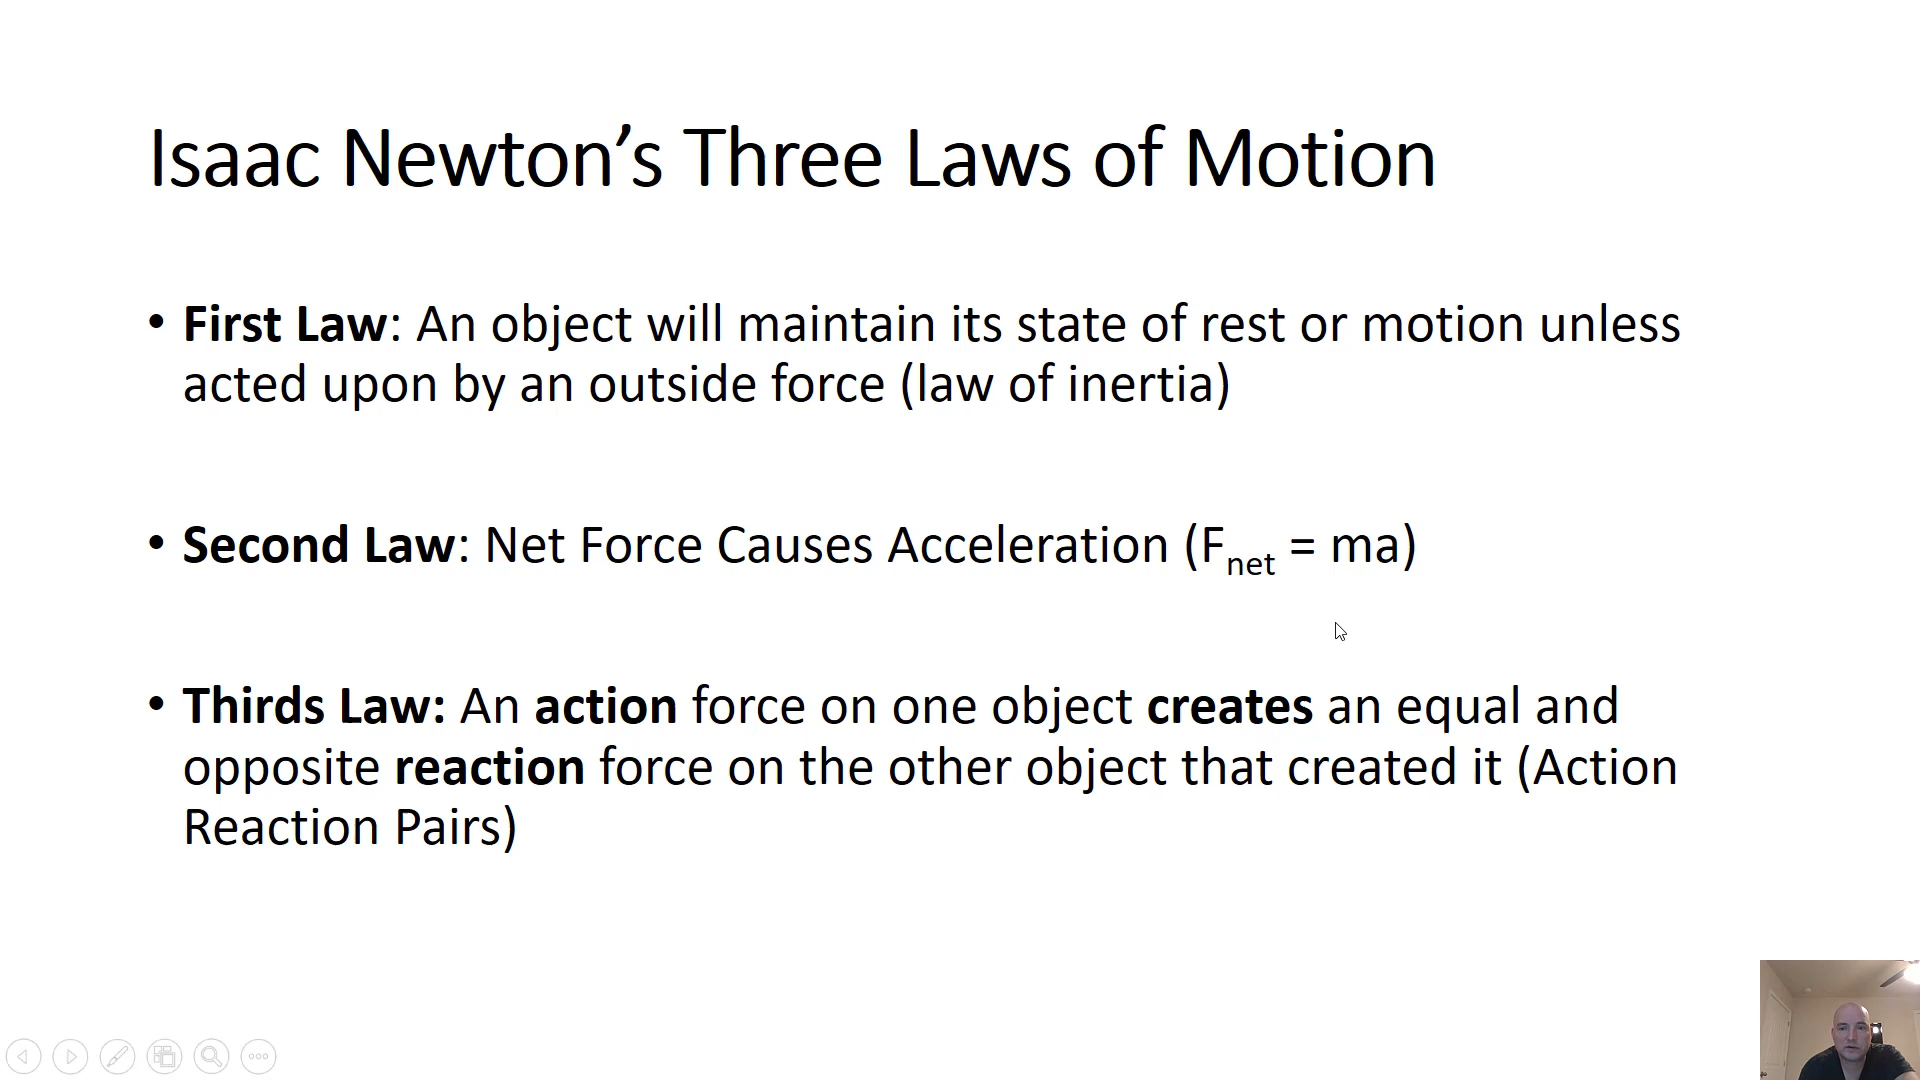 Isaac Newton’s Three Laws of Motion
• First Law: An object will maintain its state of rest or motion unless
acted upon by an outside force (law of inertia)
• Second Law: Net Force Causes Acceleration (Fnet = ma)
• Thirds Law: An action force on one object creates an equal and
opposite reaction force on the other object that created it (Action
Reaction Pairs)